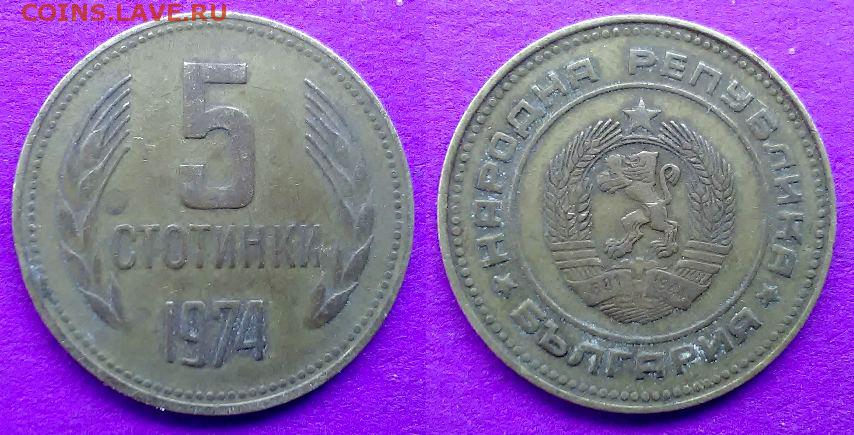 COINS.LAVE.RU
5
СТОТИНКИ
1974
НАРОДНА РЕПУБЛИКА
БЪЛГАРИЯ